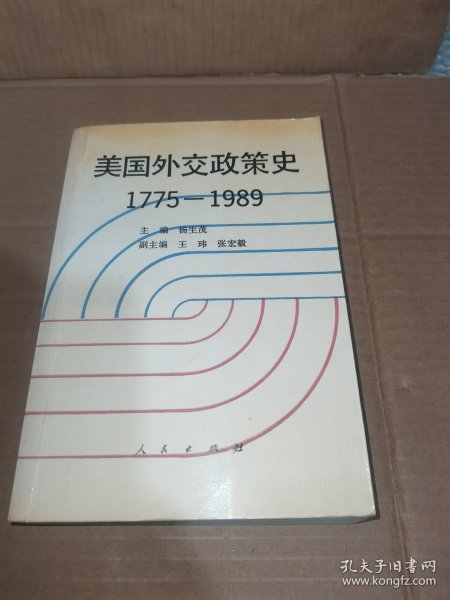 美国外交政策史
1775—1989
主 编 杨生茂
副主编 王 玮 张宏毅
人民出版社
孔夫子旧书网
www.kongfz.com